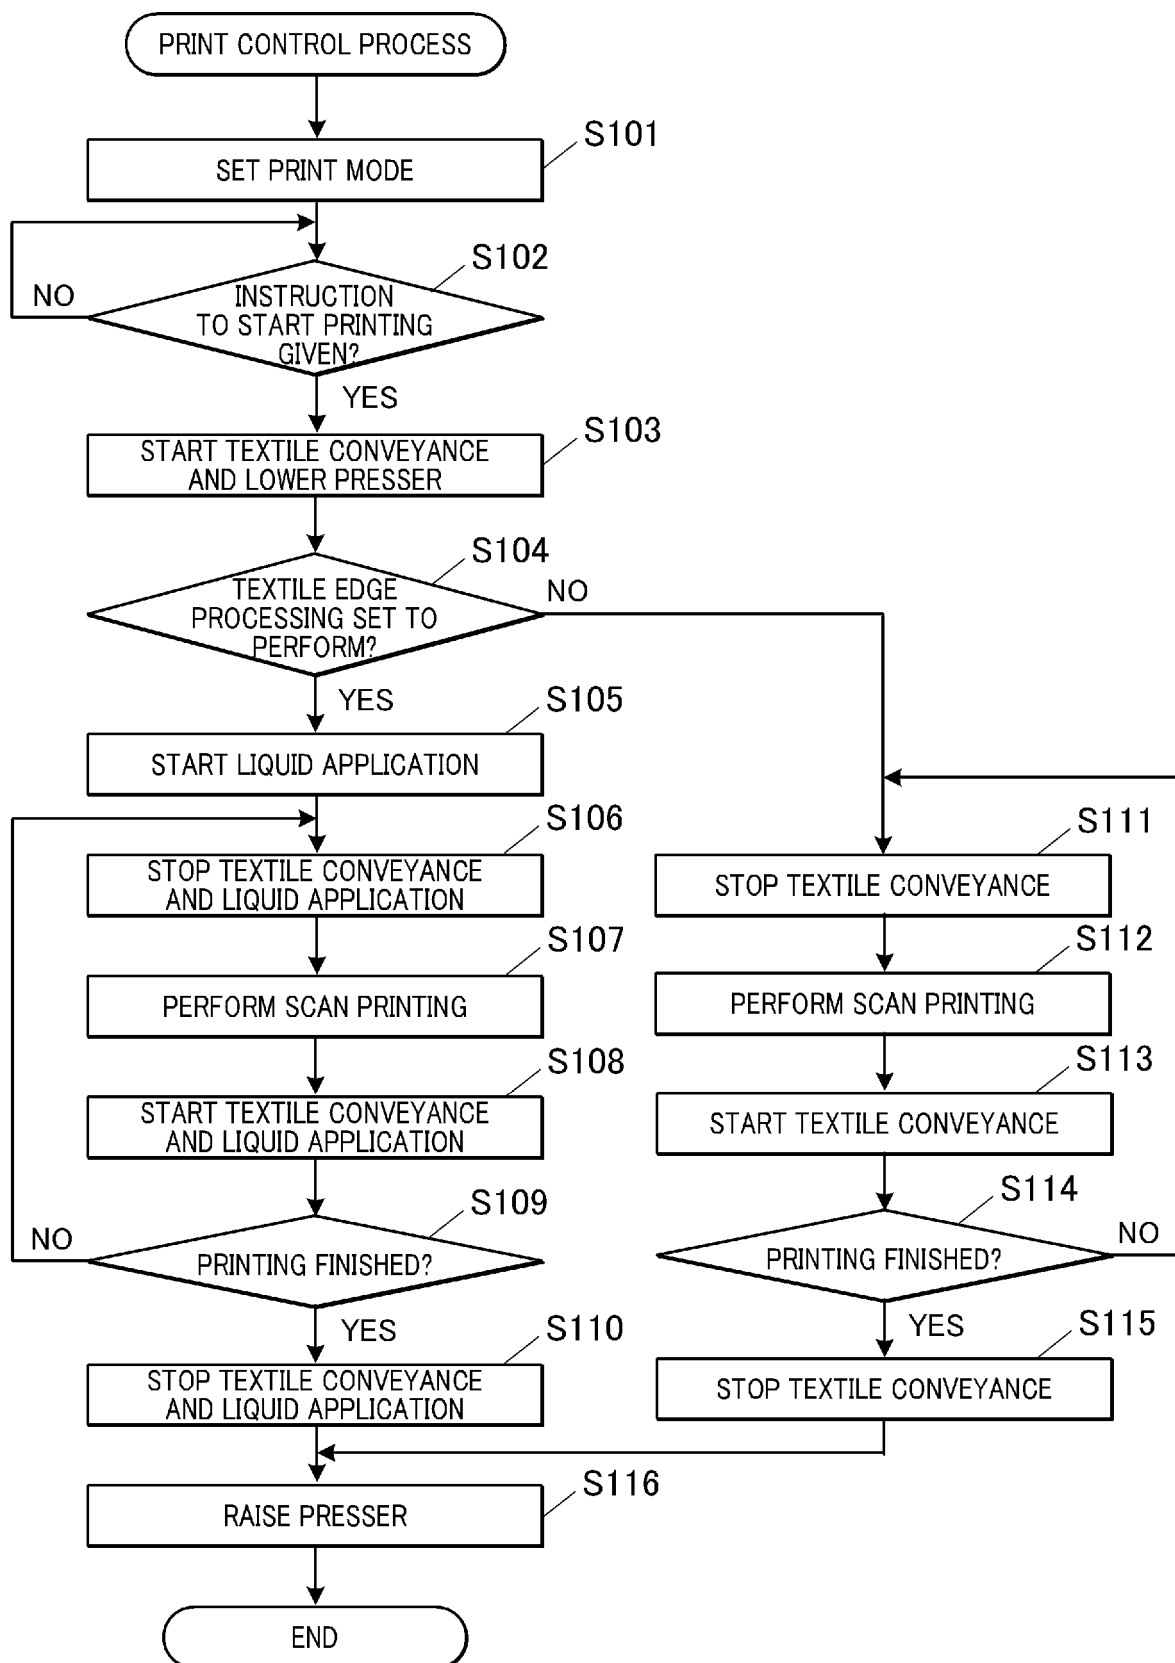 PRINT CONTROL PROCESS
S101
SET PRINT MODE
S102
NO
INSTRUCTION
TO START PRINTING
GIVEN?
YES
S103
START TEXTILE CONVEYANCE
AND LOWER PRESSER
S104
NO
TEXTILE EDGE
PROCESSING SET TO
PERFORM?
YES
S105
START LIQUID APPLICATION
S106
STOP TEXTILE CONVEYANCE
AND LIQUID APPLICATION
S107
PERFORM SCAN PRINTING
S108
START TEXTILE CONVEYANCE
AND LIQUID APPLICATION
S109
NO
PRINTING FINISHED?
YES
S110
STOP TEXTILE CONVEYANCE
AND LIQUID APPLICATION
S111
STOP TEXTILE CONVEYANCE
S112
PERFORM SCAN PRINTING
S113
START TEXTILE CONVEYANCE
S114
NO
PRINTING FINISHED?
YES
S115
STOP TEXTILE CONVEYANCE
S116
RAISE PRESSER
END